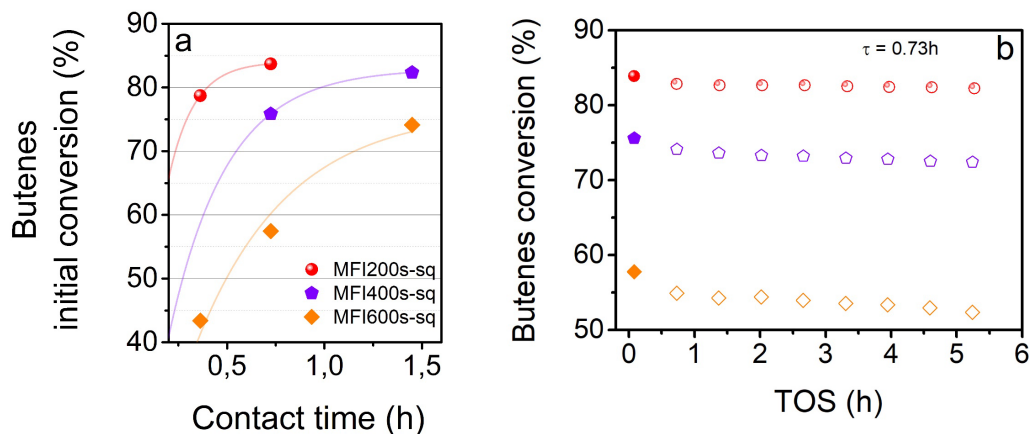 Butenes
initial conversion (%)
90
80
70
60
50
40
a
MFI200s-sq
MFI400s-sq
MFI600s-sq
0,5
1,0
1,5
Contact time (h)
Butenes conversion (%)
90
80
70
60
50
τ = 0.73h
b
0
1
2
3
4
5
6
TOS (h)